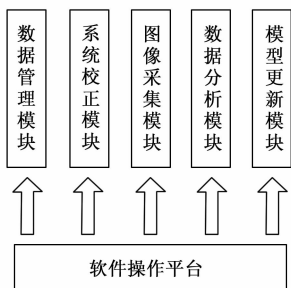 数据管理模块
系统校正模块
图像采集模块
数据分析模块
模型更新模块
软件操作平台